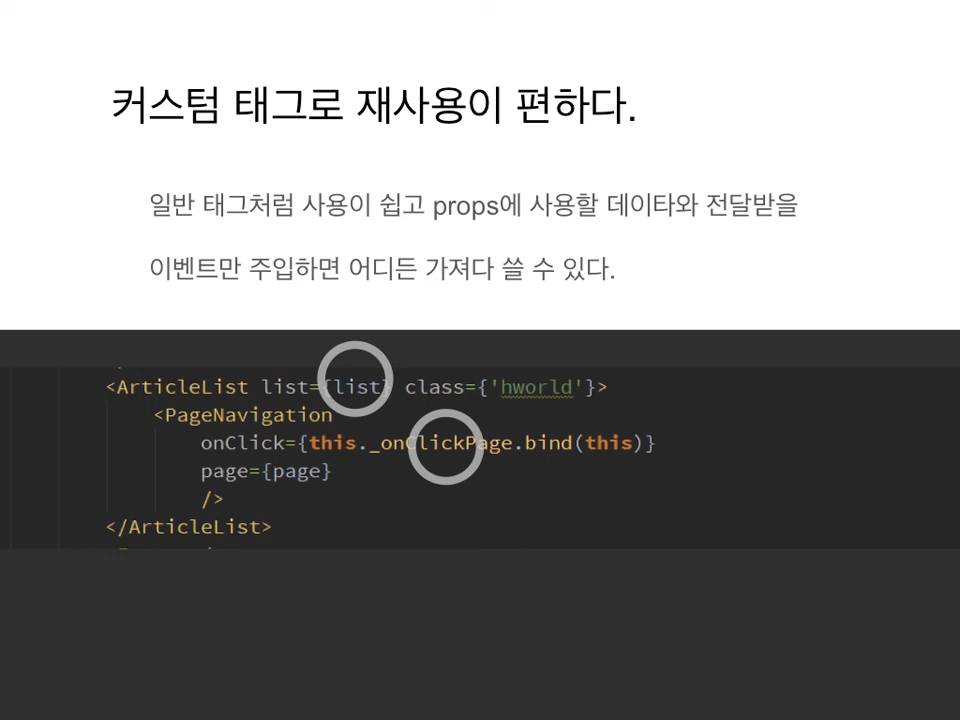 커스텀 태그로 재사용이 편하다.
일반 태그처럼 사용이 쉽고 props에 사용할 데이타와 전달받을
이벤트만 주입하면 어디든 가져다 쓸 수 있다.
<ArticleList list={list} class={'hworld'}>
<PageNavigation
onClick={this._onClickPage.bind(this)}
page={page}
/>
</ArticleList>